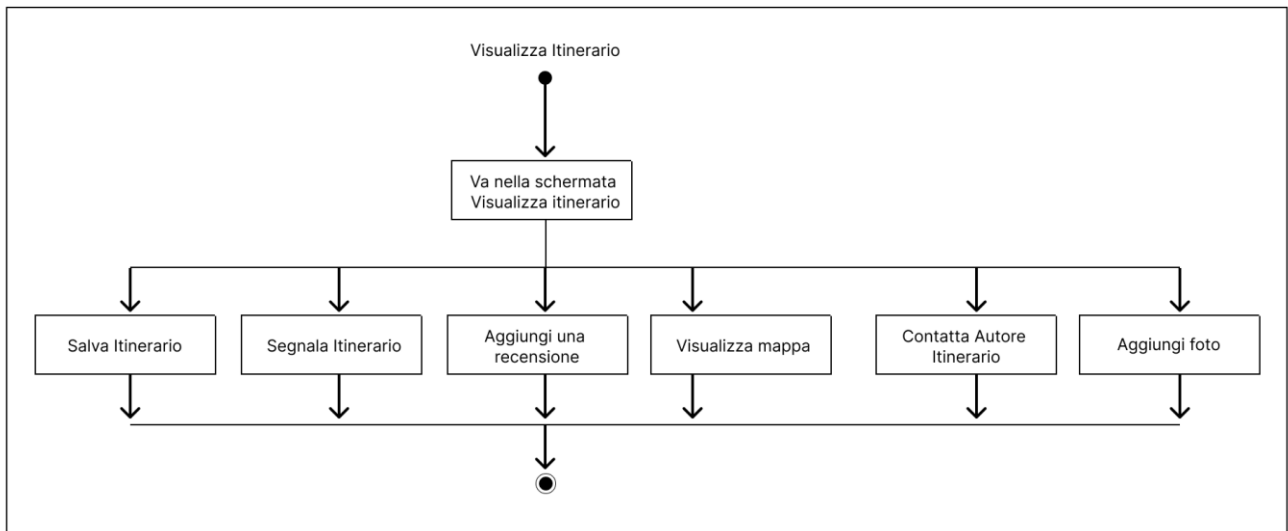 Visualizza Itinerario
Va nella schermata
Visualizza itinerario
Salva Itinerario
Segnala Itinerario
Aggiungi una
recensione
Visualizza mappa
Contatta Autore
Itinerario
Aggiungi foto